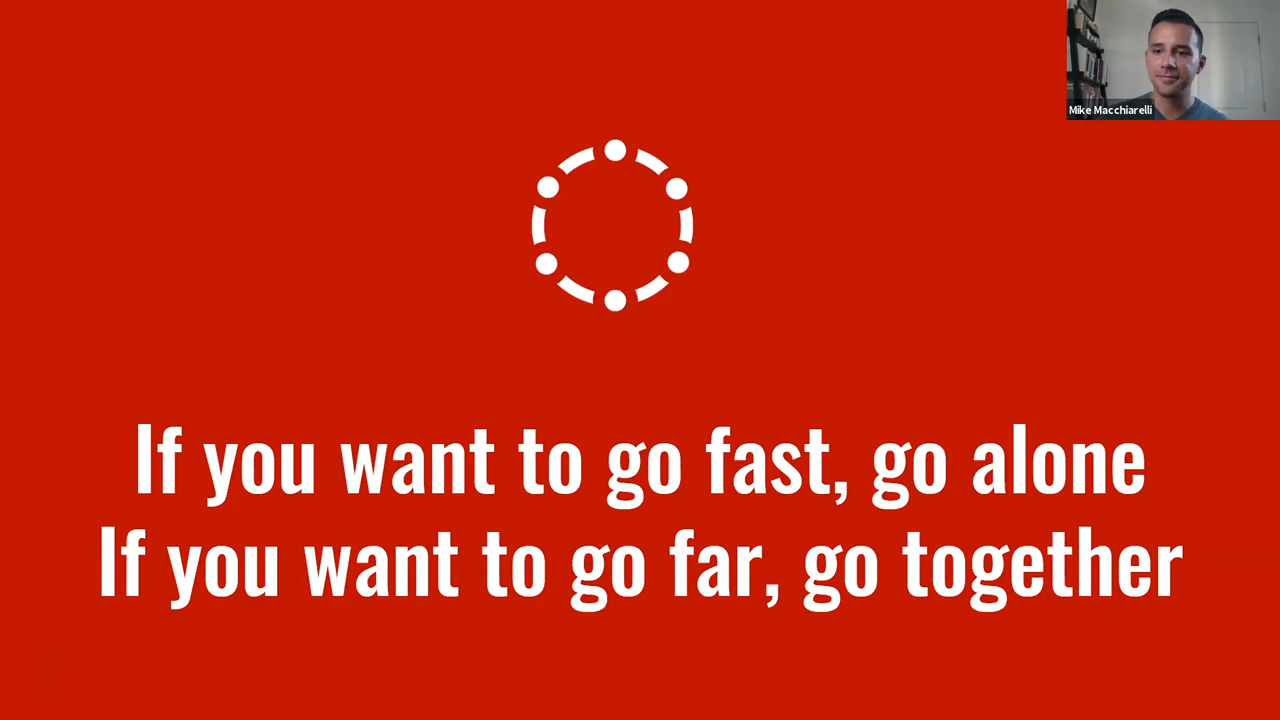 Mike Macchiarelli
If you want to go fast, go alone
If you want to go far, go together